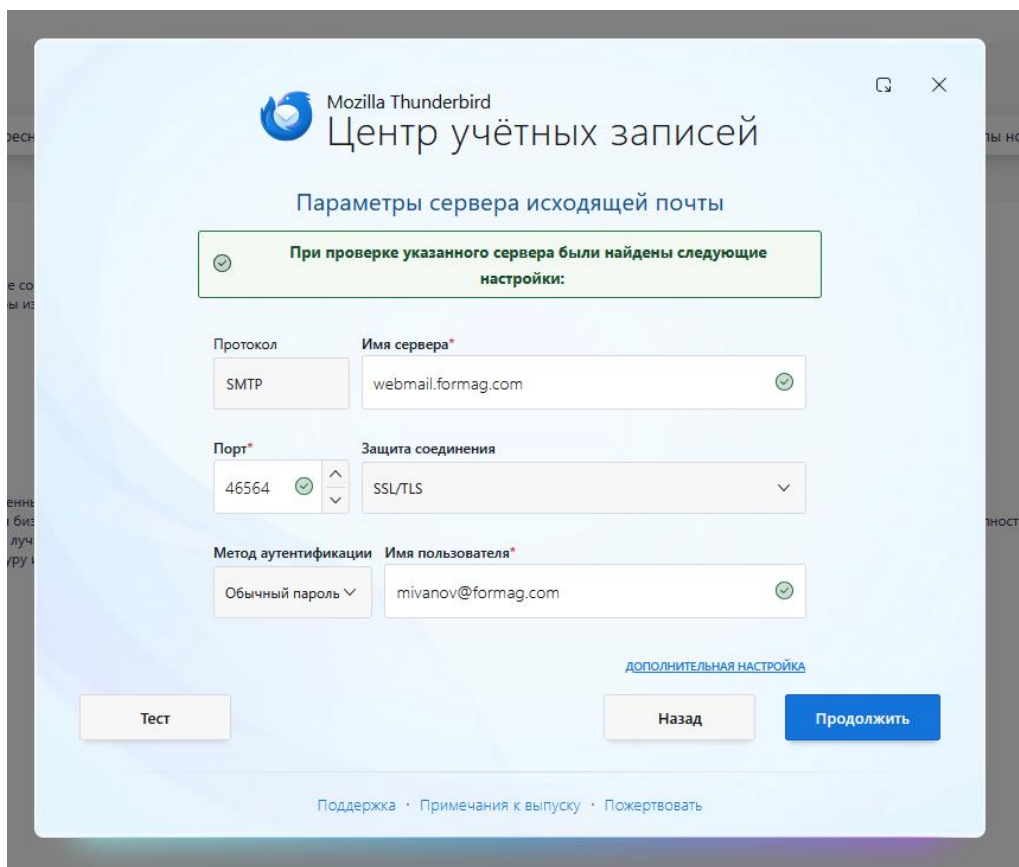 Mozilla Thunderbird
Центр учётных записей
Параметры сервера исходящей почты
При проверке указанного сервера были найдены следующие
настройки:
Протокол Имя сервера*
SMTP webmail.formag.com
Порт* Защита соединения
46564 SSL/TLS
Метод аутентификации Имя пользователя*
Обычный пароль mivanov@formag.com
ДОПОЛНИТЕЛЬНАЯ НАСТРОЙКА
Тест Назад Продолжить
Поддержка · Примечания к выпуску · Пожертвовать